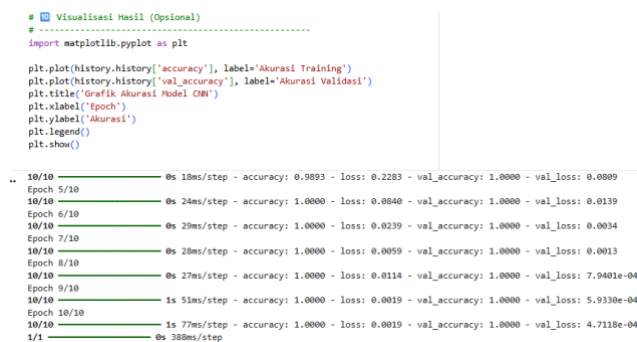 # 🔟 Visualisasi Hasil (Opsional)
# --------------------------------------------------
import matplotlib.pyplot as plt
plt.plot(history.history['accuracy'], label='Akurasi Training')
plt.plot(history.history['val_accuracy'], label='Akurasi Validasi')
plt.title('Grafik Akurasi Model CNN')
plt.xlabel('Epoch')
plt.ylabel('Akurasi')
plt.legend()
plt.show()
10/10 ━━━━━━━━━━━━━━━━━━━━ 0s 18ms/step - accuracy: 0.9893 - loss: 0.2283 - val_accuracy: 1.0000 - val_loss: 0.0809
Epoch 5/10
10/10 ━━━━━━━━━━━━━━━━━━━━ 0s 24ms/step - accuracy: 1.0000 - loss: 0.0840 - val_accuracy: 1.0000 - val_loss: 0.0139
Epoch 6/10
10/10 ━━━━━━━━━━━━━━━━━━━━ 0s 29ms/step - accuracy: 1.0000 - loss: 0.0239 - val_accuracy: 1.0000 - val_loss: 0.0034
Epoch 7/10
10/10 ━━━━━━━━━━━━━━━━━━━━ 0s 28ms/step - accuracy: 1.0000 - loss: 0.0059 - val_accuracy: 1.0000 - val_loss: 0.0013
Epoch 8/10
10/10 ━━━━━━━━━━━━━━━━━━━━ 0s 27ms/step - accuracy: 1.0000 - loss: 0.0114 - val_accuracy: 1.0000 - val_loss: 7.9401e-04
Epoch 9/10
10/10 ━━━━━━━━━━━━━━━━━━━━ 1s 51ms/step - accuracy: 1.0000 - loss: 0.0019 - val_accuracy: 1.0000 - val_loss: 5.9330e-04
Epoch 10/10
10/10 ━━━━━━━━━━━━━━━━━━━━ 1s 77ms/step - accuracy: 1.0000 - loss: 0.0019 - val_accuracy: 1.0000 - val_loss: 4.7118e-04
1/1 ━━━━━━━━━━━━━━━━━━━━ 0s 388ms/step